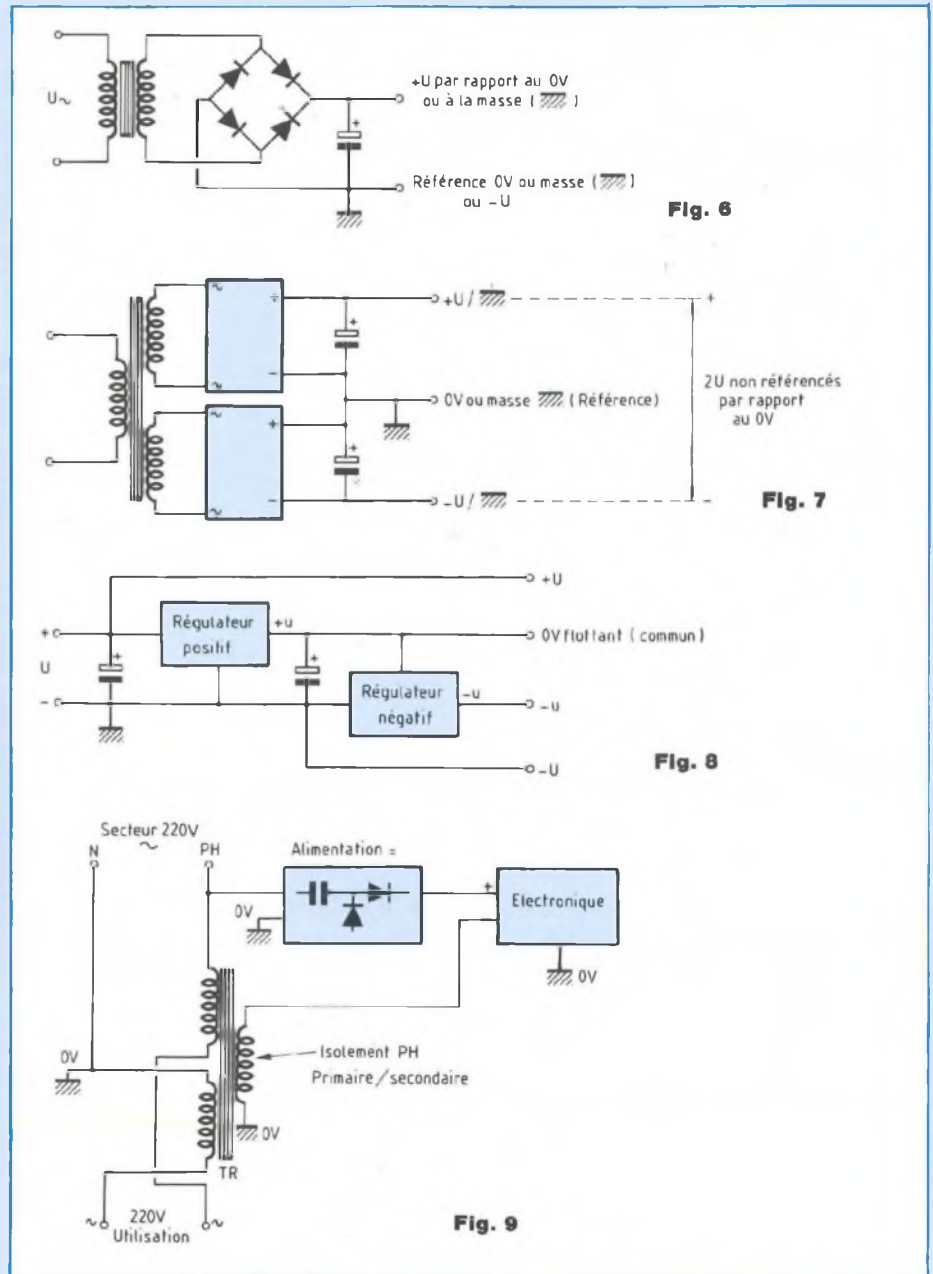 U~
+U par rapport au 0V
ou à la masse ( )
+
Référence 0V ou masse ( )
ou -U
Fig. 6
~
+
~
-
~
+
~
-
+
+
+U/
0V ou masse (Référence)
-U/
+
2U non référencés
par rapport
au 0V
-
Fig. 7
+
U
-
+
Régulateur
positif
+u
+
Régulateur
négatif
-u
+U
0V flottant (commun)
-u
-U
Fig. 8
Secteur 220V
~
N
PH
Alimentation =
0V
+
Electronique
0V
0V
Isolement PH
Primaire/secondaire
0V
TR
~
220V
~
Utilisation
Fig. 9